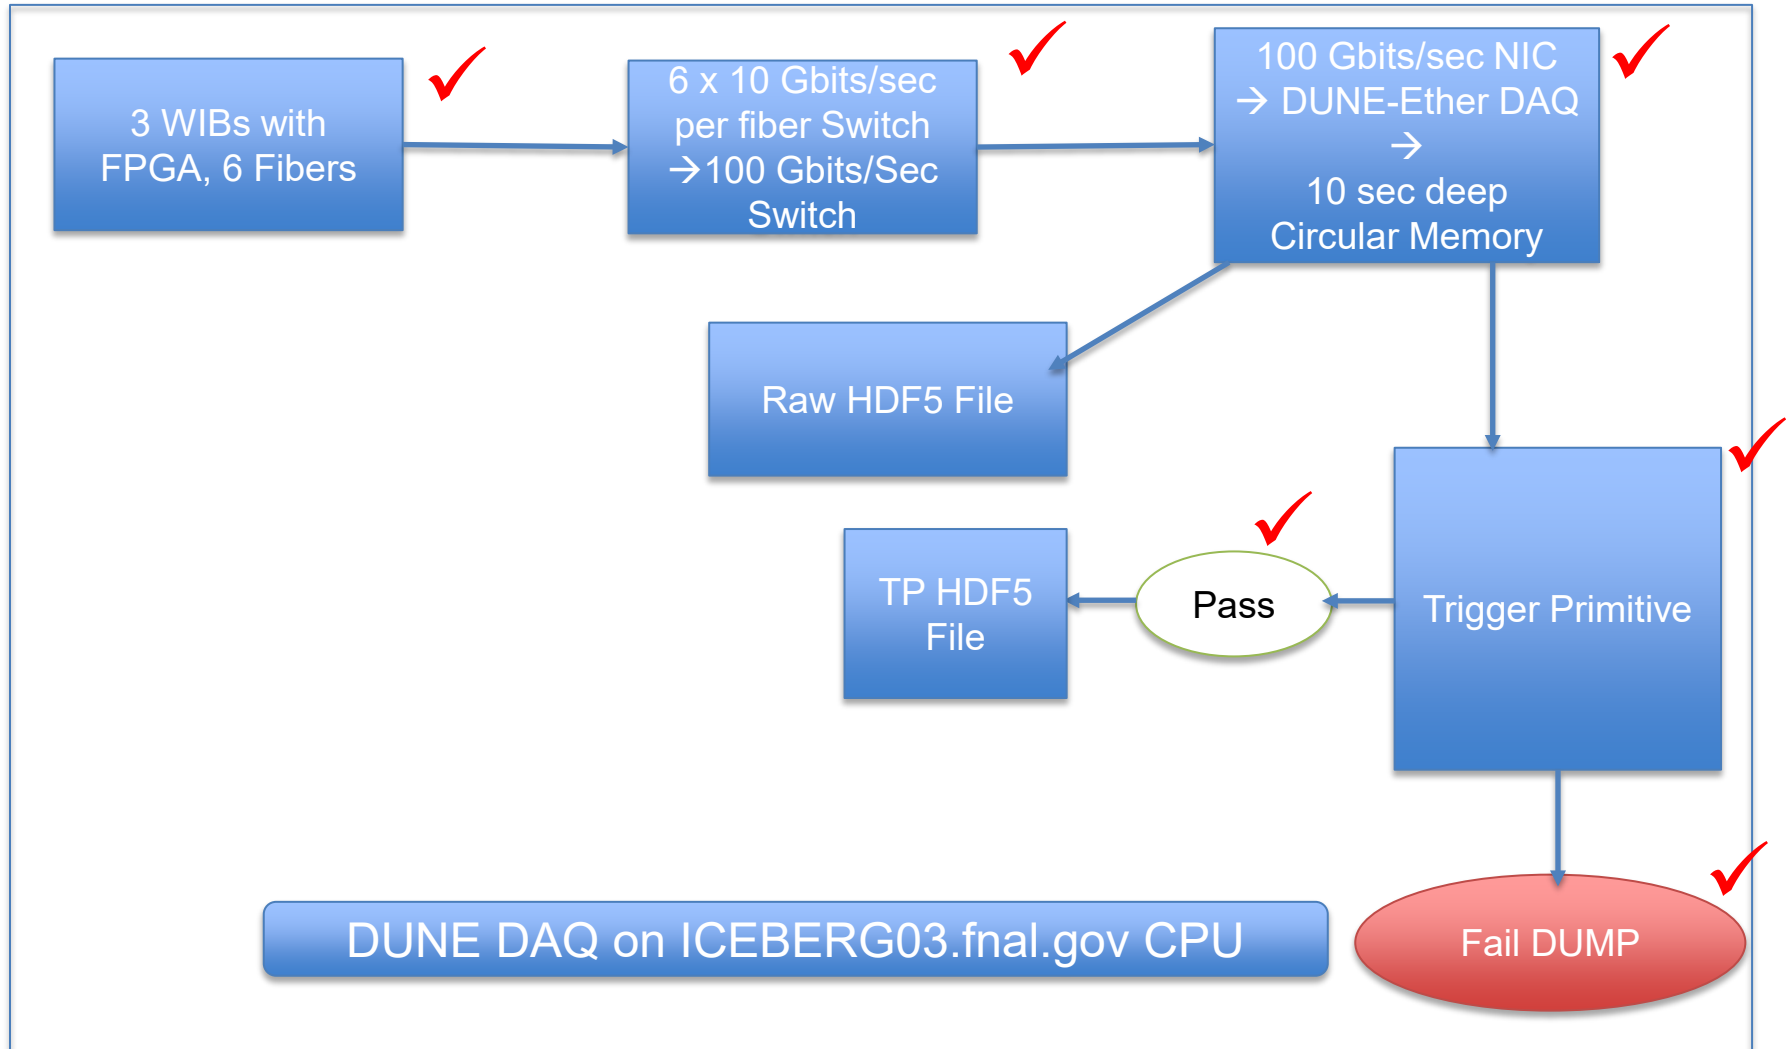 3 WIBs with
FPGA, 6 Fibers
6 x 10 Gbits/sec
per fiber Switch
→100 Gbits/Sec
Switch
100 Gbits/sec NIC
→ DUNE-Ether DAQ
→
10 sec deep
Circular Memory
Raw HDF5 File
TP HDF5
File
Pass
Trigger Primitive
DUNE DAQ on ICEBERG03.fnal.gov CPU
Fail DUMP